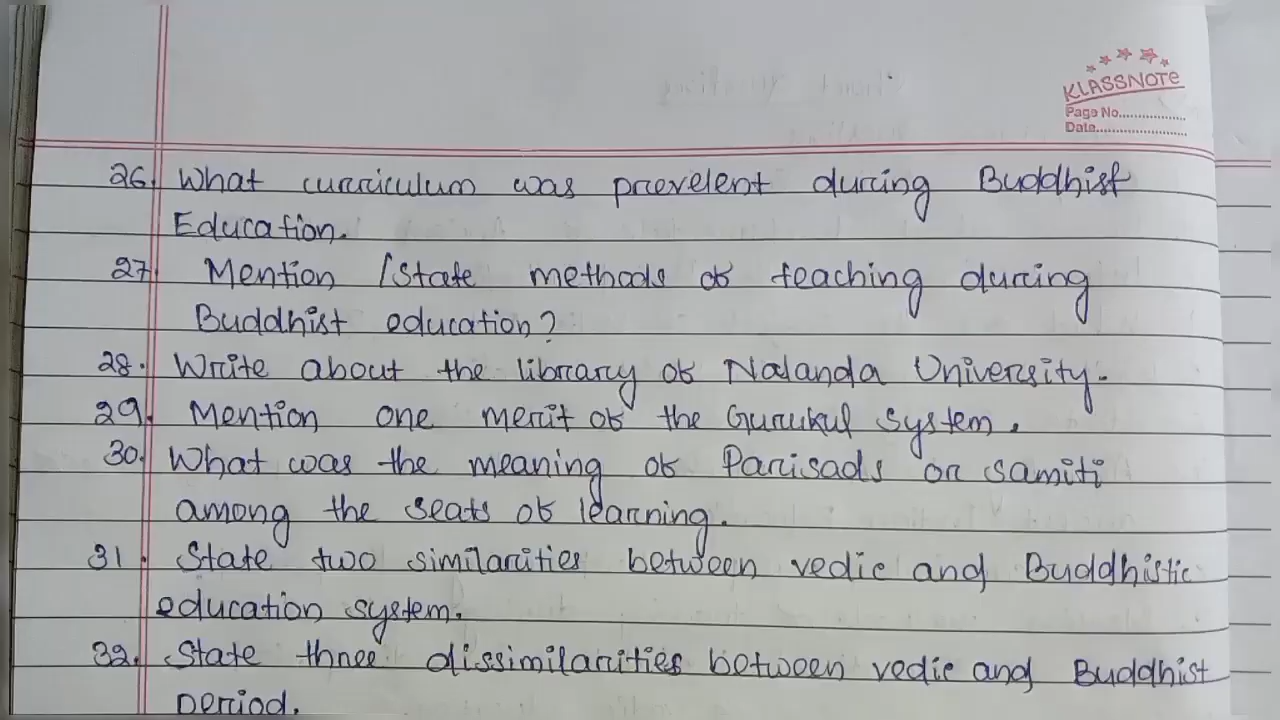 KLASSNOTE
Page No.................
Date........................
26. What curriculum was prevelent during Buddhist
Education.
27. Mention /State methods of teaching during
Buddhist education?
28. Write about the library of Nalanda University.
29. Mention one merit of the Gurukul system.
30. What was the meaning of Parisads or Samiti
among the seats of learning.
31. State two similarities between vedic and Buddhistic
education system.
32. State three dissimilarities between vedic and Buddhist
period.